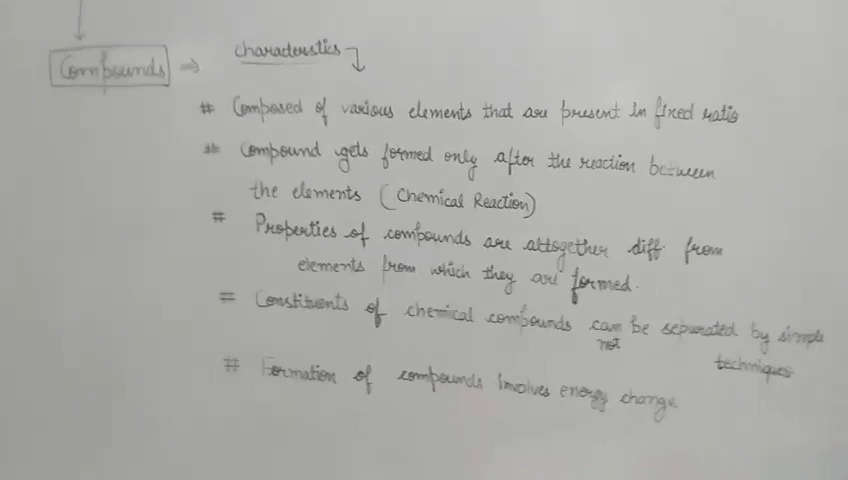 Compounds ⇒ characteristics
# Composed of various elements that are present in fixed ratio
# Compound gets formed only after the reaction between
the elements (Chemical Reaction)
# Properties of compounds are altogether diff. from
elements from which they are formed.
= Constituents of chemical compounds can be separated by simple
not techniques
# Formation of compounds involves energy change